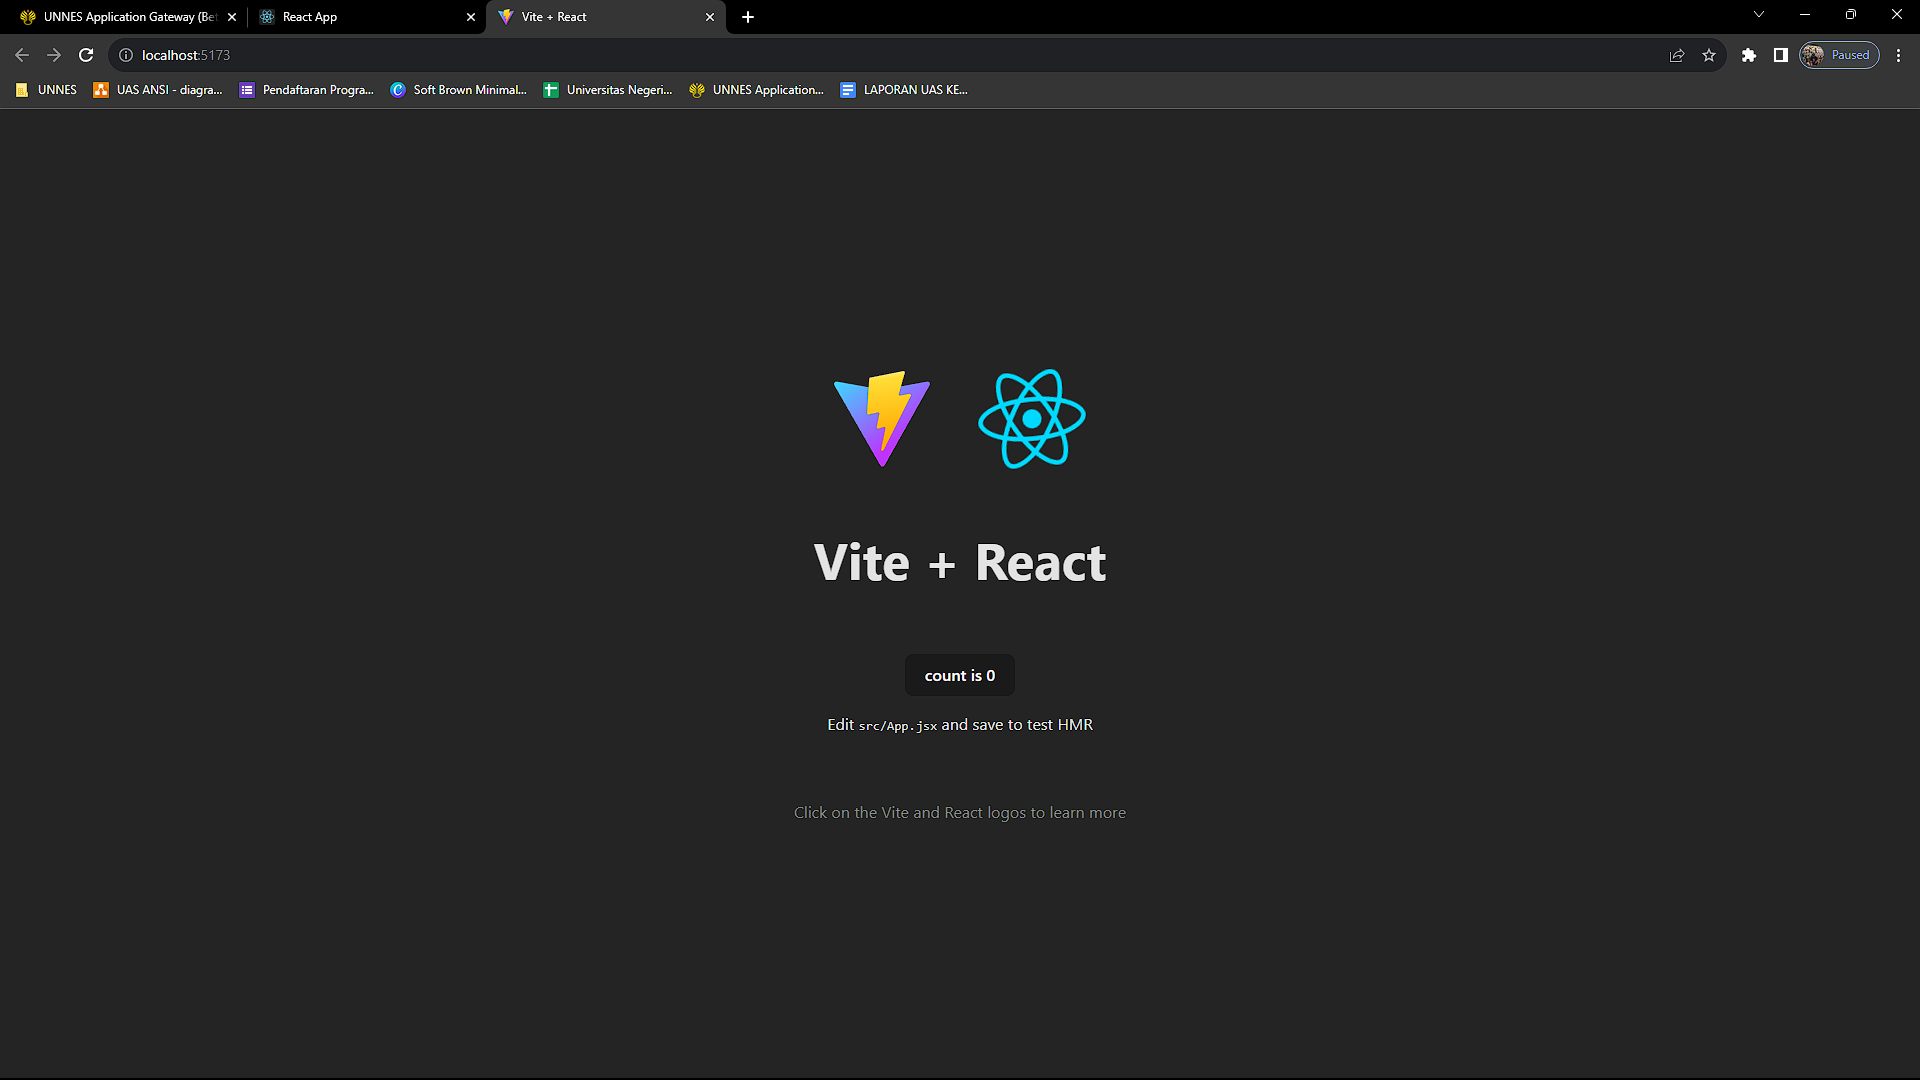 UNNES Application Gateway (Bet
React App
Vite + React
localhost:5173
Paused
UNNES
UAS ANSI - diagra...
Pendaftaran Progra...
Soft Brown Minimal...
Universitas Negeri...
UNNES Application...
LAPORAN UAS KE...
Vite + React
count is 0
Edit src/App.jsx and save to test HMR
Click on the Vite and React logos to learn more